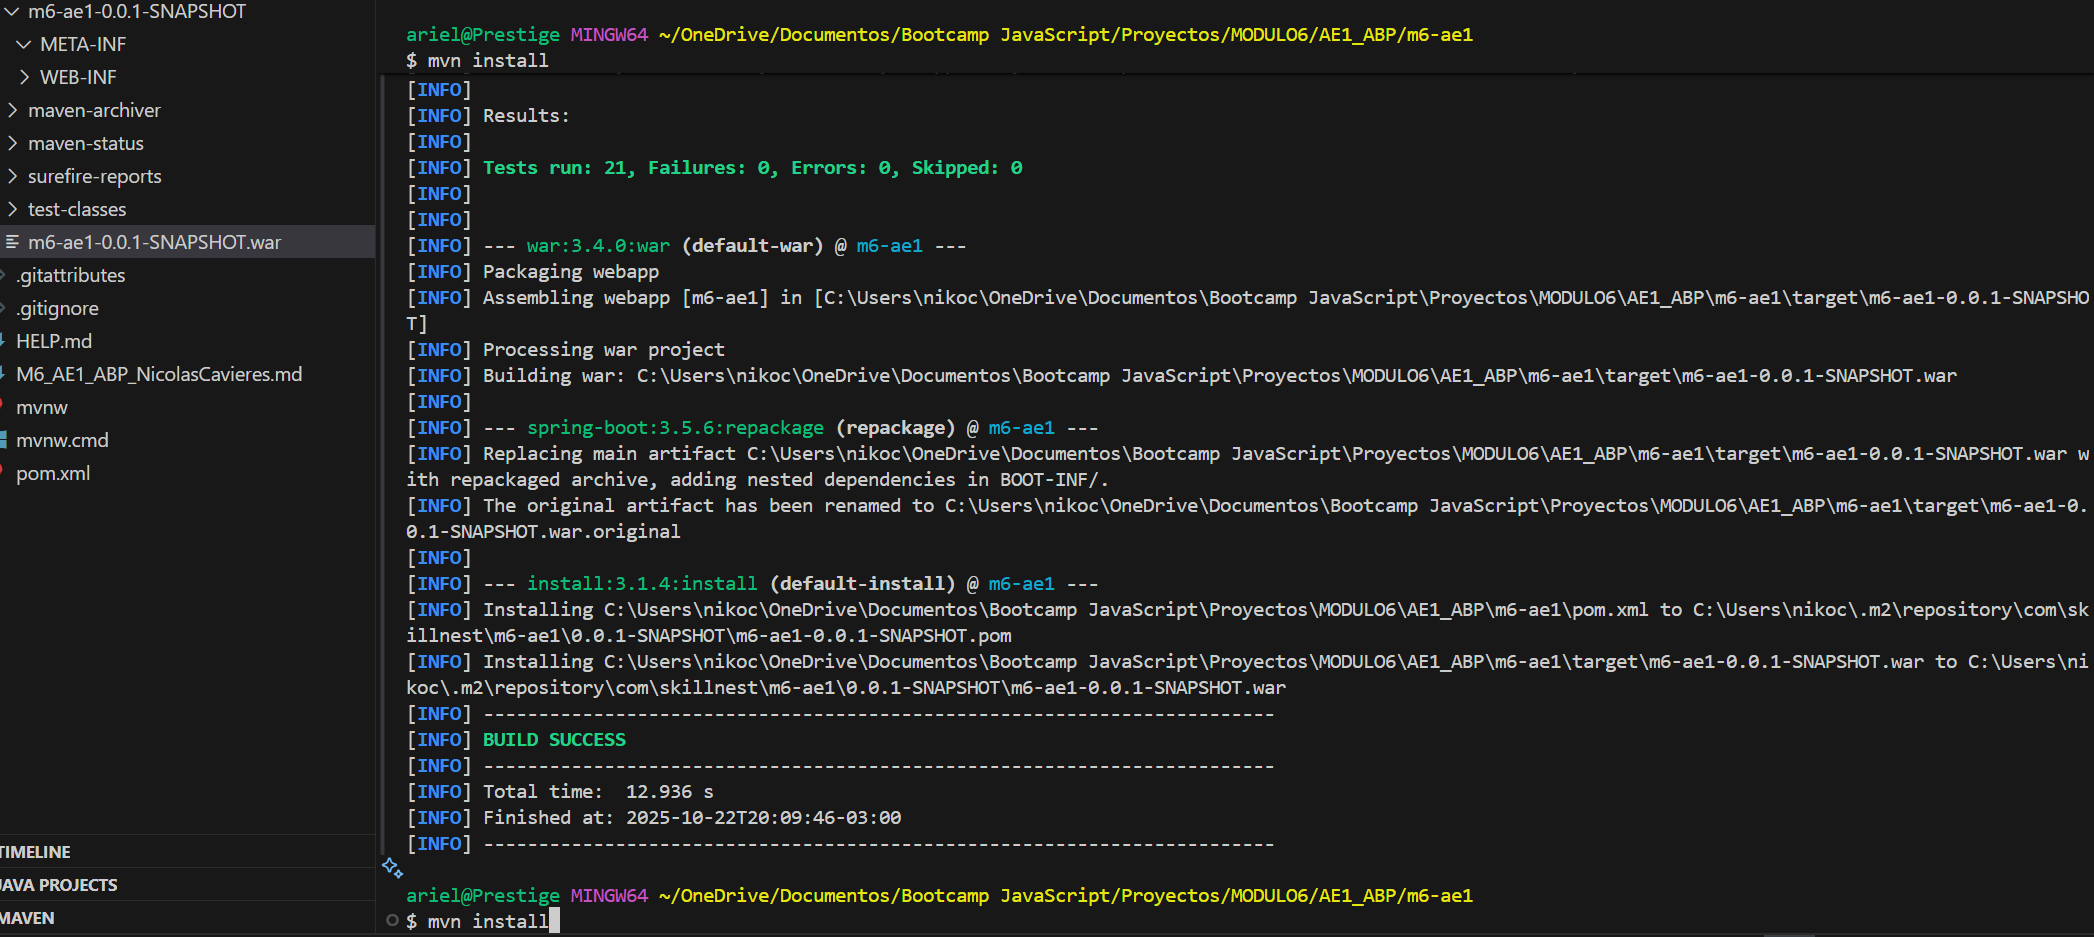 m6-ae1-0.0.1-SNAPSHOT
META-INF
WEB-INF
maven-archiver
maven-status
surefire-reports
test-classes
m6-ae1-0.0.1-SNAPSHOT.war
.gitattributes
.gitignore
HELP.md
M6_AE1_ABP_NicolasCavieres.md
mvnw
mvnw.cmd
pom.xml
TIMELINE
JAVA PROJECTS
MAVEN
ariel@Prestige MINGW64 ~/OneDrive/Documentos/Bootcamp JavaScript/Proyectos/MODULO6/AE1_ABP/m6-ae1
$ mvn install
[INFO]
[INFO] Results:
[INFO]
[INFO] Tests run: 21, Failures: 0, Errors: 0, Skipped: 0
[INFO]
[INFO]
[INFO] --- war:3.4.0:war (default-war) @ m6-ae1 ---
[INFO] Packaging webapp
[INFO] Assembling webapp [m6-ae1] in [C:\Users\nikoc\OneDrive\Documentos\Bootcamp JavaScript\Proyectos\MODULO6\AE1_ABP\m6-ae1\target\m6-ae1-0.0.1-SNAPSHO
T]
[INFO] Processing war project
[INFO] Building war: C:\Users\nikoc\OneDrive\Documentos\Bootcamp JavaScript\Proyectos\MODULO6\AE1_ABP\m6-ae1\target\m6-ae1-0.0.1-SNAPSHOT.war
[INFO]
[INFO] --- spring-boot:3.5.6:repackage (repackage) @ m6-ae1 ---
[INFO] Replacing main artifact C:\Users\nikoc\OneDrive\Documentos\Bootcamp JavaScript\Proyectos\MODULO6\AE1_ABP\m6-ae1\target\m6-ae1-0.0.1-SNAPSHOT.war w
ith repackaged archive, adding nested dependencies in BOOT-INF/.
[INFO] The original artifact has been renamed to C:\Users\nikoc\OneDrive\Documentos\Bootcamp JavaScript\Proyectos\MODULO6\AE1_ABP\m6-ae1\target\m6-ae1-0.
0.1-SNAPSHOT.war.original
[INFO]
[INFO] --- install:3.1.4:install (default-install) @ m6-ae1 ---
[INFO] Installing C:\Users\nikoc\OneDrive\Documentos\Bootcamp JavaScript\Proyectos\MODULO6\AE1_ABP\m6-ae1\pom.xml to C:\Users\nikoc\.m2\repository\com\sk
illnest\m6-ae1\0.0.1-SNAPSHOT\m6-ae1-0.0.1-SNAPSHOT.pom
[INFO] Installing C:\Users\nikoc\OneDrive\Documentos\Bootcamp JavaScript\Proyectos\MODULO6\AE1_ABP\m6-ae1\target\m6-ae1-0.0.1-SNAPSHOT.war to C:\Users\ni
koc\.m2\repository\com\skillnest\m6-ae1\0.0.1-SNAPSHOT\m6-ae1-0.0.1-SNAPSHOT.war
[INFO] ------------------------------------------------------------------------
[INFO] BUILD SUCCESS
[INFO] ------------------------------------------------------------------------
[INFO] Total time:  12.936 s
[INFO] Finished at: 2025-10-22T20:09:46-03:00
[INFO] ------------------------------------------------------------------------
ariel@Prestige MINGW64 ~/OneDrive/Documentos/Bootcamp JavaScript/Proyectos/MODULO6/AE1_ABP/m6-ae1
$ mvn install